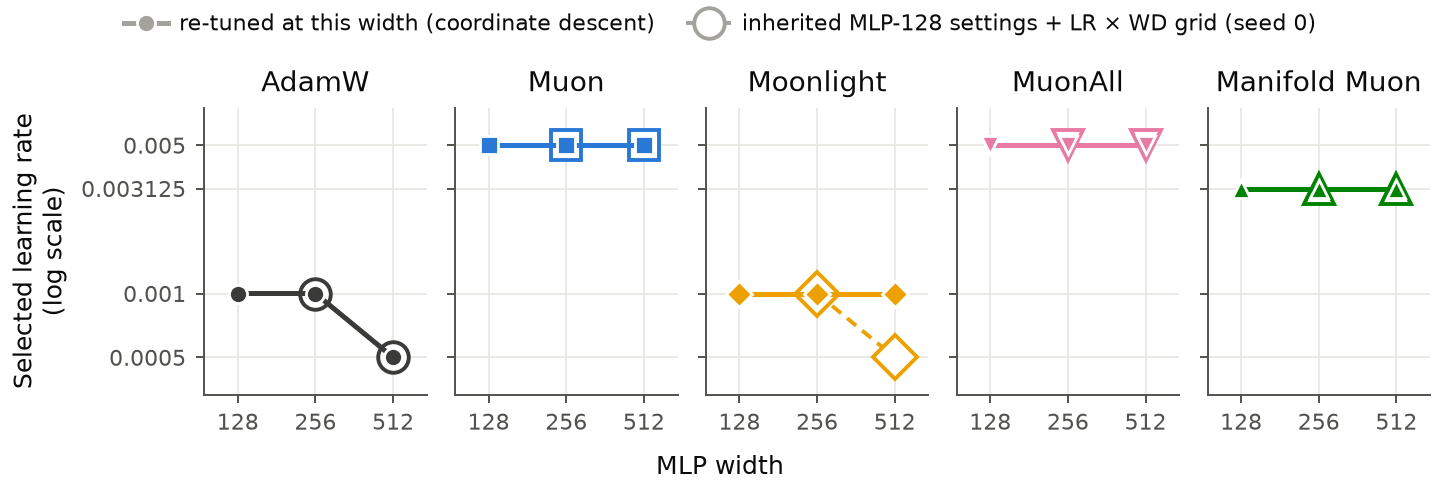 re-tuned at this width (coordinate descent)
inherited MLP-128 settings + LR × WD grid (seed 0)
AdamW
Muon
Moonlight
MuonAll
Manifold Muon
Selected learning rate
(log scale)
0.005
0.003125
0.001
0.0005
128 256 512
128 256 512
128 256 512
128 256 512
128 256 512
MLP width